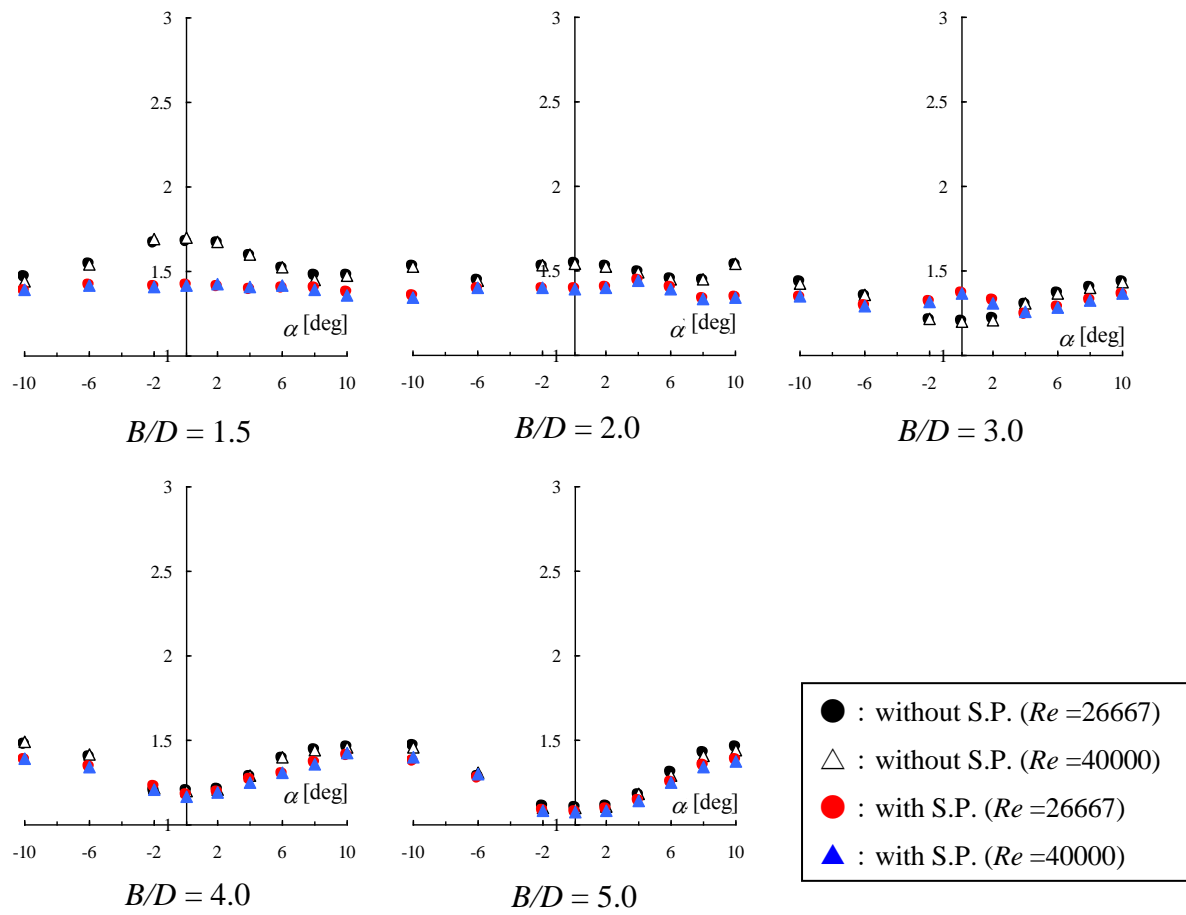 3
2.5
2
1.5
1
α [deg]
-10 -6 -2 2 6 10
B/D = 1.5
3
2.5
2
1.5
1
α [deg]
-10 -6 -2 2 6 10
B/D = 2.0
3
2.5
2
1.5
1
α [deg]
-10 -6 -2 2 6 10
B/D = 3.0
3
2.5
2
1.5
1
α [deg]
-10 -6 -2 2 6 10
B/D = 4.0
3
2.5
2
1.5
1
α [deg]
-10 -6 -2 2 6 10
B/D = 5.0
: without S.P. (Re =26667)
: without S.P. (Re =40000)
: with S.P. (Re =26667)
: with S.P. (Re =40000)